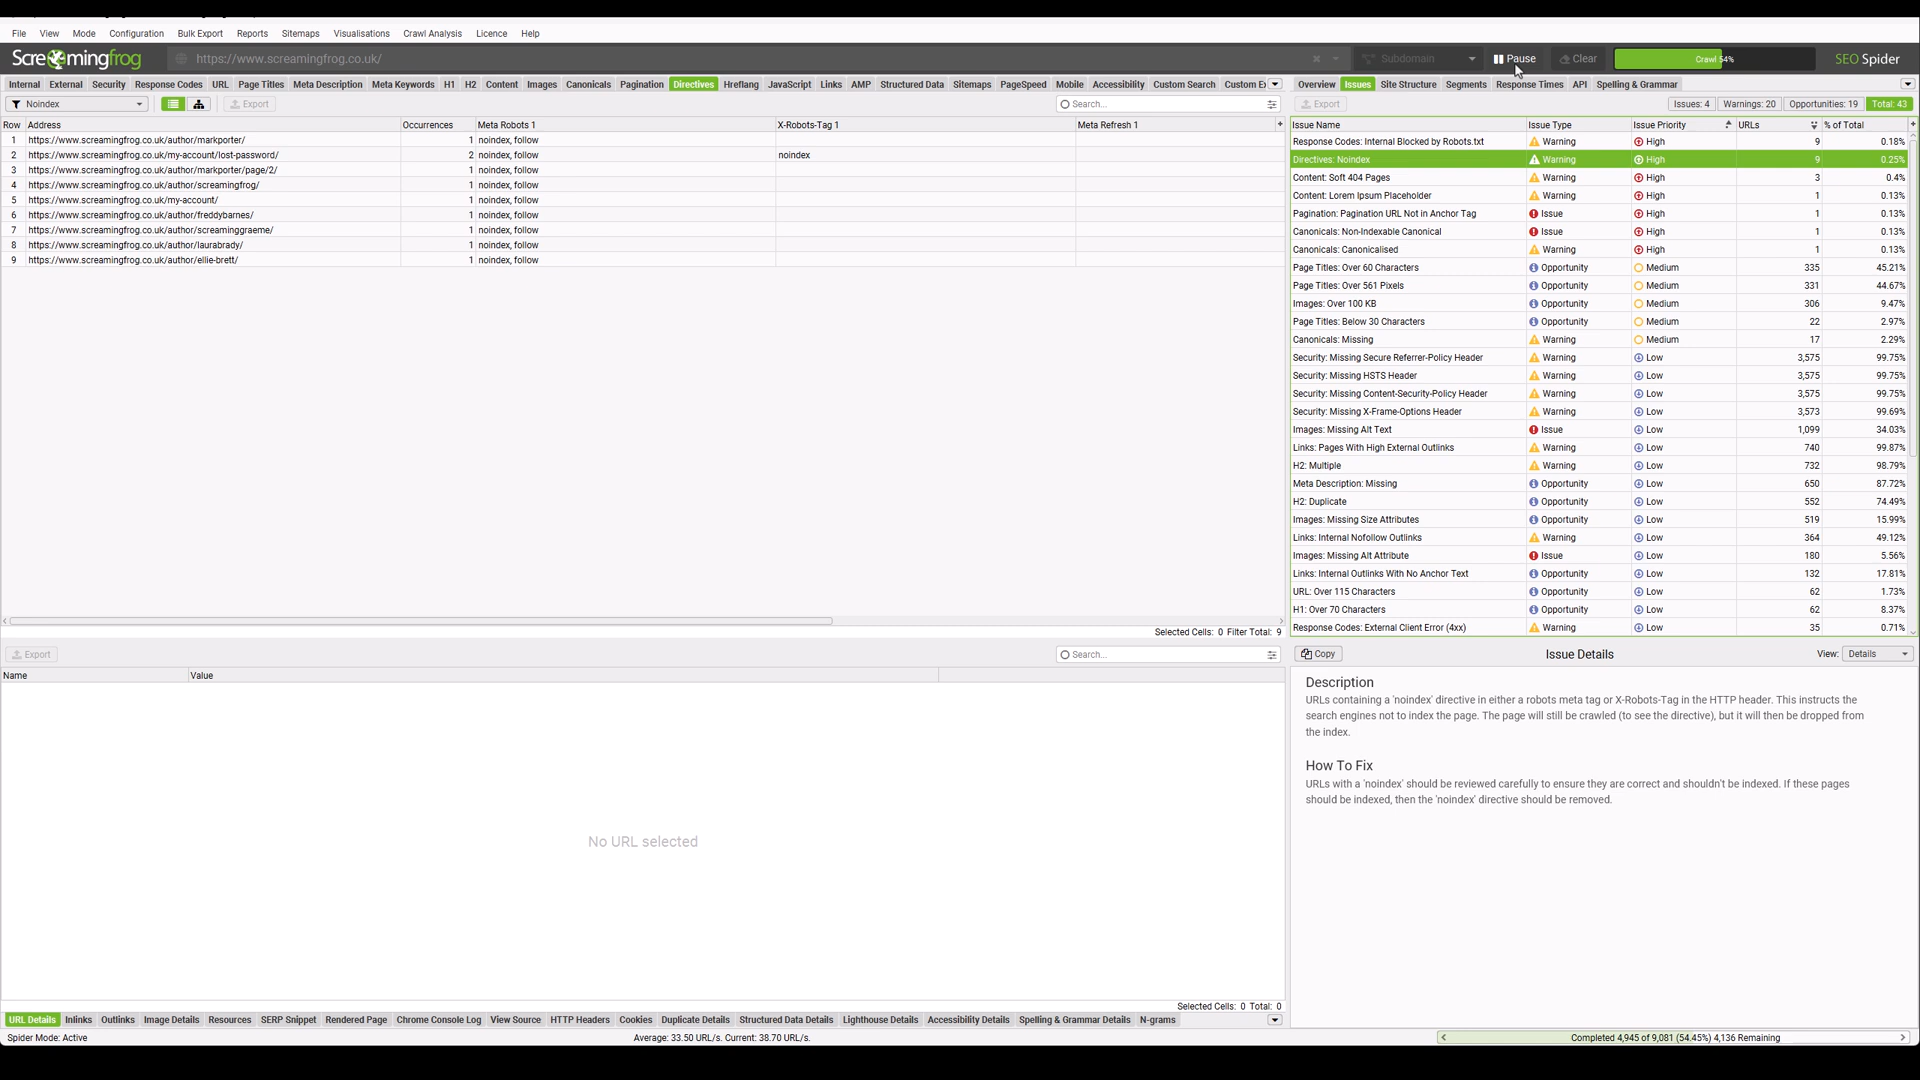 File View Mode Configuration Bulk Export Reports Sitemaps Visualisations Crawl Analysis Licence Help
Screamingfrog https://www.screamingfrog.co.uk/ Subdomain Pause Clear Crawl 54% SEO Spider
Internal External Security Response Codes URL Page Titles Meta Description Meta Keywords H1 H2 Content Images Canonicals Pagination Directives Hreflang JavaScript Links AMP Structured Data Sitemaps PageSpeed Mobile Accessibility Custom Search Custom E
Noindex Export Search...
Row Address Occurrences Meta Robots 1 X-Robots-Tag 1 Meta Refresh 1
1 https://www.screamingfrog.co.uk/author/markporter/ 1 noindex, follow
2 https://www.screamingfrog.co.uk/my-account/lost-password/ 2 noindex, follow noindex
3 https://www.screamingfrog.co.uk/author/markporter/page/2/ 1 noindex, follow
4 https://www.screamingfrog.co.uk/author/screamingfrog/ 1 noindex, follow
5 https://www.screamingfrog.co.uk/my-account/ 1 noindex, follow
6 https://www.screamingfrog.co.uk/author/freddybarnes/ 1 noindex, follow
7 https://www.screamingfrog.co.uk/author/screaminggraeme/ 1 noindex, follow
8 https://www.screamingfrog.co.uk/author/laurabrady/ 1 noindex, follow
9 https://www.screamingfrog.co.uk/author/ellie-brett/ 1 noindex, follow
Selected Cells: 0 Filter Total: 9
Export Search...
Name Value
No URL selected
Selected Cells: 0 Total: 0
URL Details Inlinks Outlinks Image Details Resources SERP Snippet Rendered Page Chrome Console Log View Source HTTP Headers Cookies Duplicate Details Structured Data Details Lighthouse Details Accessibility Details Spelling & Grammar Details N-grams
Overview Issues Site Structure Segments Response Times API Spelling & Grammar
Export Issues: 4 Warnings: 20 Opportunities: 19 Total: 43
Issue Name Issue Type Issue Priority URLs % of Total
Response Codes: Internal Blocked by Robots.txt Warning High 9 0.18%
Directives: Noindex Warning High 9 0.25%
Content: Soft 404 Pages Warning High 3 0.4%
Content: Lorem Ipsum Placeholder Warning High 1 0.13%
Pagination: Pagination URL Not in Anchor Tag Issue High 1 0.13%
Canonicals: Non-Indexable Canonical Issue High 1 0.13%
Canonicals: Canonicalised Warning High 1 0.13%
Page Titles: Over 60 Characters Opportunity Medium 335 45.21%
Page Titles: Over 561 Pixels Opportunity Medium 331 44.67%
Images: Over 100 KB Opportunity Medium 306 9.47%
Page Titles: Below 30 Characters Opportunity Medium 22 2.97%
Canonicals: Missing Warning Medium 17 2.29%
Security: Missing Secure Referrer-Policy Header Warning Low 3,575 99.75%
Security: Missing HSTS Header Warning Low 3,575 99.75%
Security: Missing Content-Security-Policy Header Warning Low 3,575 99.75%
Security: Missing X-Frame-Options Header Warning Low 3,573 99.69%
Images: Missing Alt Text Issue Low 1,099 34.03%
Links: Pages With High External Outlinks Warning Low 740 99.87%
H2: Multiple Warning Low 732 98.79%
Meta Description: Missing Opportunity Low 650 87.72%
H2: Duplicate Opportunity Low 552 74.49%
Images: Missing Size Attributes Opportunity Low 519 15.99%
Links: Internal Nofollow Outlinks Warning Low 364 49.12%
Images: Missing Alt Attribute Issue Low 180 5.56%
Links: Internal Outlinks With No Anchor Text Opportunity Low 132 17.81%
URL: Over 115 Characters Opportunity Low 62 1.73%
H1: Over 70 Characters Opportunity Low 62 8.37%
Response Codes: External Client Error (4xx) Warning Low 35 0.71%
Copy Issue Details View: Details
Description
URLs containing a 'noindex' directive in either a robots meta tag or X-Robots-Tag in the HTTP header. This instructs the
search engines not to index the page. The page will still be crawled (to see the directive), but it will then be dropped from
the index.
How To Fix
URLs with a 'noindex' should be reviewed carefully to ensure they are correct and shouldn't be indexed. If these pages
should be indexed, then the 'noindex' directive should be removed.
Spider Mode: Active Average: 33.50 URL/s. Current: 38.70 URL/s. Completed 4,945 of 9,081 (54.45%) 4,136 Remaining